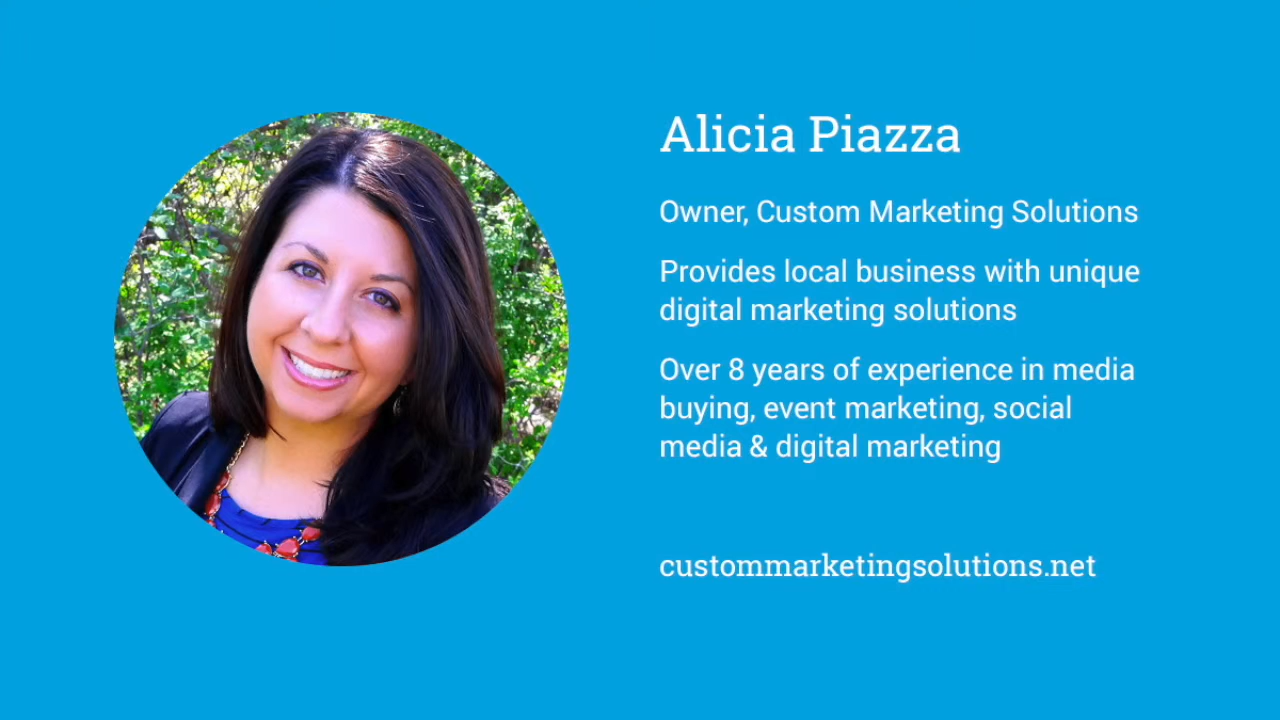 Alicia Piazza
Owner, Custom Marketing Solutions
Provides local business with unique
digital marketing solutions
Over 8 years of experience in media
buying, event marketing, social
media & digital marketing
custommarketingsolutions.net